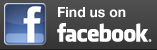 f Find us on
facebook.